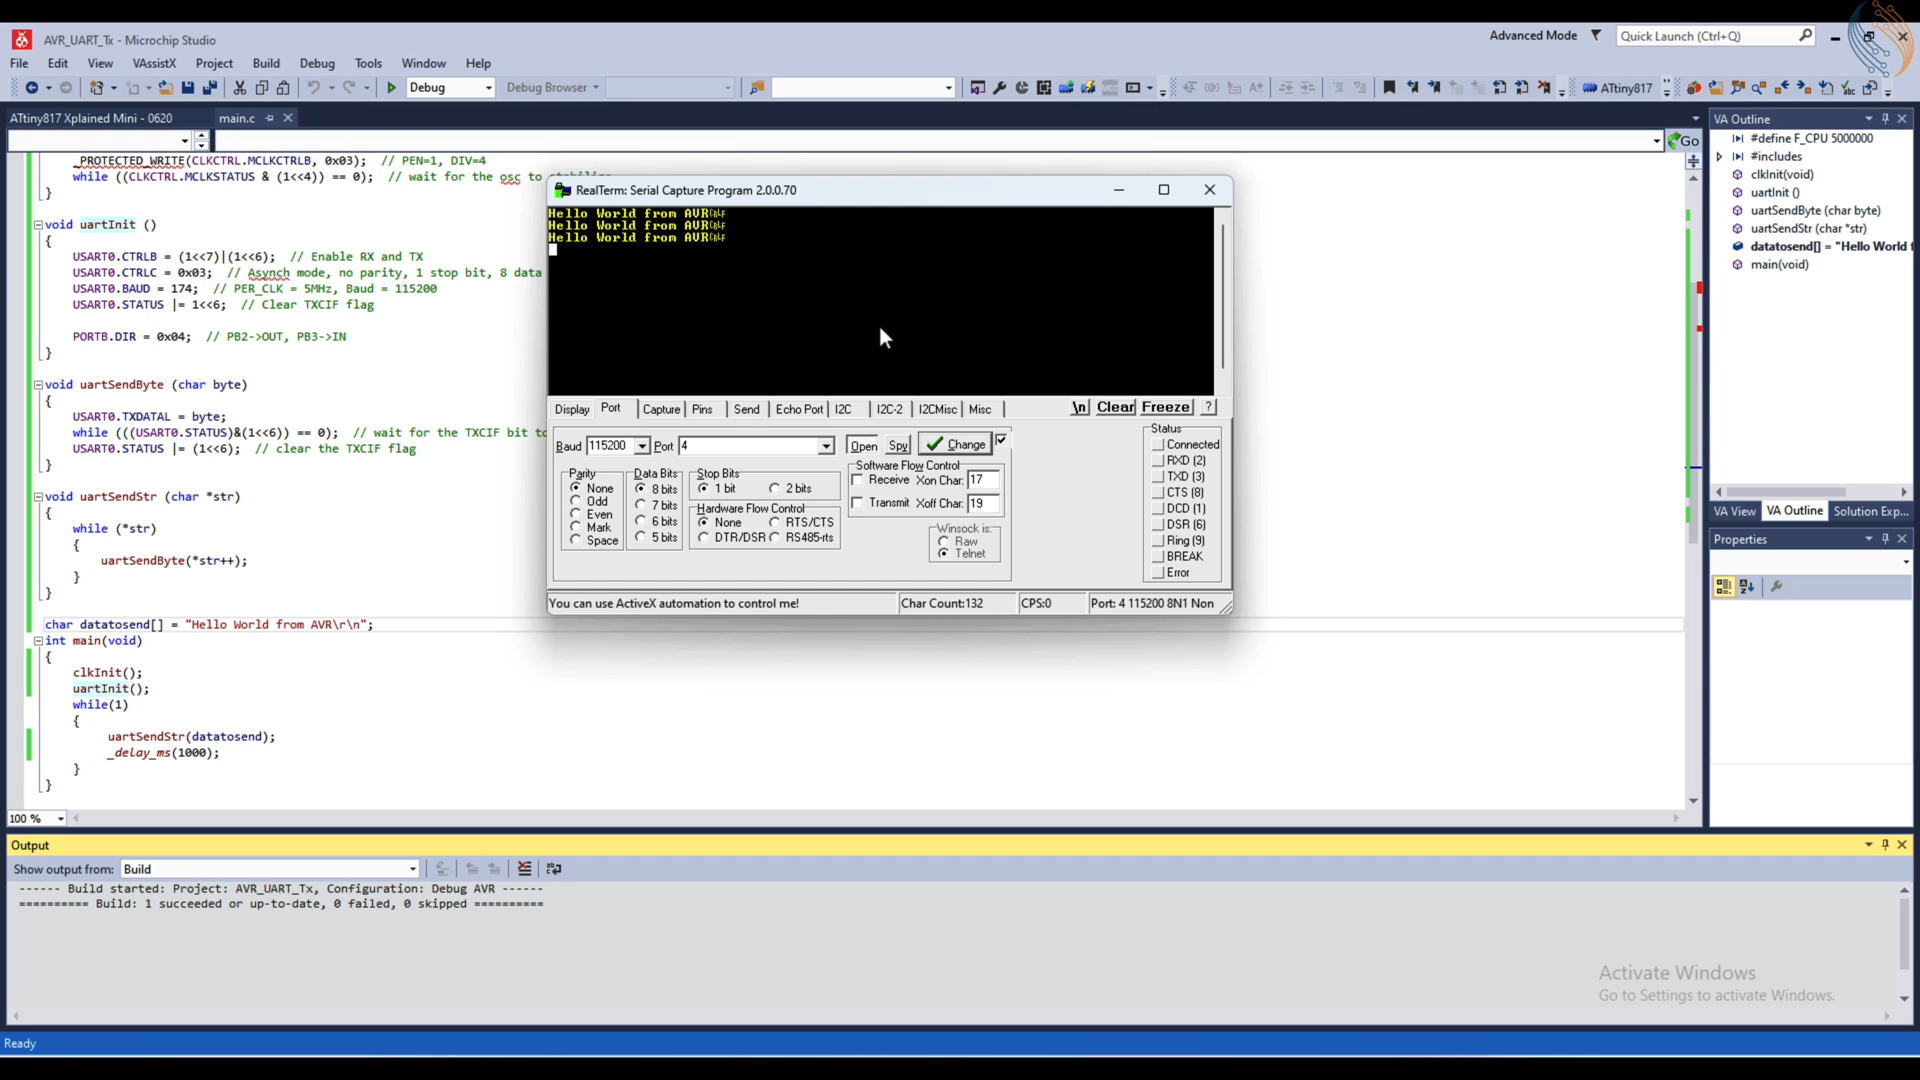 AVR_UART_Tx - Microchip Studio
Advanced Mode
Quick Launch (Ctrl+Q)
File Edit View VAssistX Project Build Debug Tools Window Help
Debug
Debug Browser
ATtiny817
ATtiny817 Xplained Mini - 0620
main.c
Go
_PROTECTED_WRITE(CLKCTRL.MCLKCTRLB, 0x03);  // PEN=1, DIV=4
while ((CLKCTRL.MCLKSTATUS & (1<<4)) == 0);  // wait for the osc to
}
void uartInit ()
{
USART0.CTRLB = (1<<7)|(1<<6);  // Enable RX and TX
USART0.CTRLC = 0x03;  // Asynch mode, no parity, 1 stop bit, 8 data
USART0.BAUD = 174;  // PER_CLK = 5MHz, Baud = 115200
USART0.STATUS |= 1<<6;  // Clear TXCIF flag
PORTB.DIR = 0x04;  // PB2->OUT, PB3->IN
}
void uartSendByte (char byte)
{
USART0.TXDATAL = byte;
while (((USART0.STATUS)&(1<<6)) == 0);  // wait for the TXCIF bit to
USART0.STATUS |= (1<<6);  // clear the TXCIF flag
}
void uartSendStr (char *str)
{
while (*str)
{
uartSendByte(*str++);
}
}
char datatosend[] = "Hello World from AVR\r\n";
int main(void)
{
clkInit();
uartInit();
while(1)
{
uartSendStr(datatosend);
_delay_ms(1000);
}
}
100 %
RealTerm: Serial Capture Program 2.0.0.70
Hello World from AVRCRLF
Hello World from AVRCRLF
Hello World from AVRCRLF
Display Port Capture Pins Send Echo Port I2C I2C-2 I2CMisc Misc \n Clear Freeze ?
Baud 115200 Port 4 Open Spy Change
Parity
None
Odd
Even
Mark
Space
Data Bits
8 bits
7 bits
6 bits
5 bits
Stop Bits
1 bit 2 bits
Hardware Flow Control
None RTS/CTS
DTR/DSR RS485-rts
Software Flow Control
Receive Xon Char: 17
Transmit Xoff Char: 19
Winsock is:
Raw
Telnet
Status
Connected
RXD (2)
TXD (3)
CTS (8)
DCD (1)
DSR (6)
Ring (9)
BREAK
Error
You can use ActiveX automation to control me! Char Count:132 CPS:0 Port: 4 115200 8N1 Non
VA Outline
#define F_CPU 5000000
#includes
clkInit(void)
uartInit ()
uartSendByte (char byte)
uartSendStr (char *str)
datatosend[] = "Hello World f
main(void)
VA View VA Outline Solution Exp...
Properties
Output
Show output from: Build
------ Build started: Project: AVR_UART_Tx, Configuration: Debug AVR ------
========== Build: 1 succeeded or up-to-date, 0 failed, 0 skipped ==========
Activate Windows
Go to Settings to activate Windows.
Ready